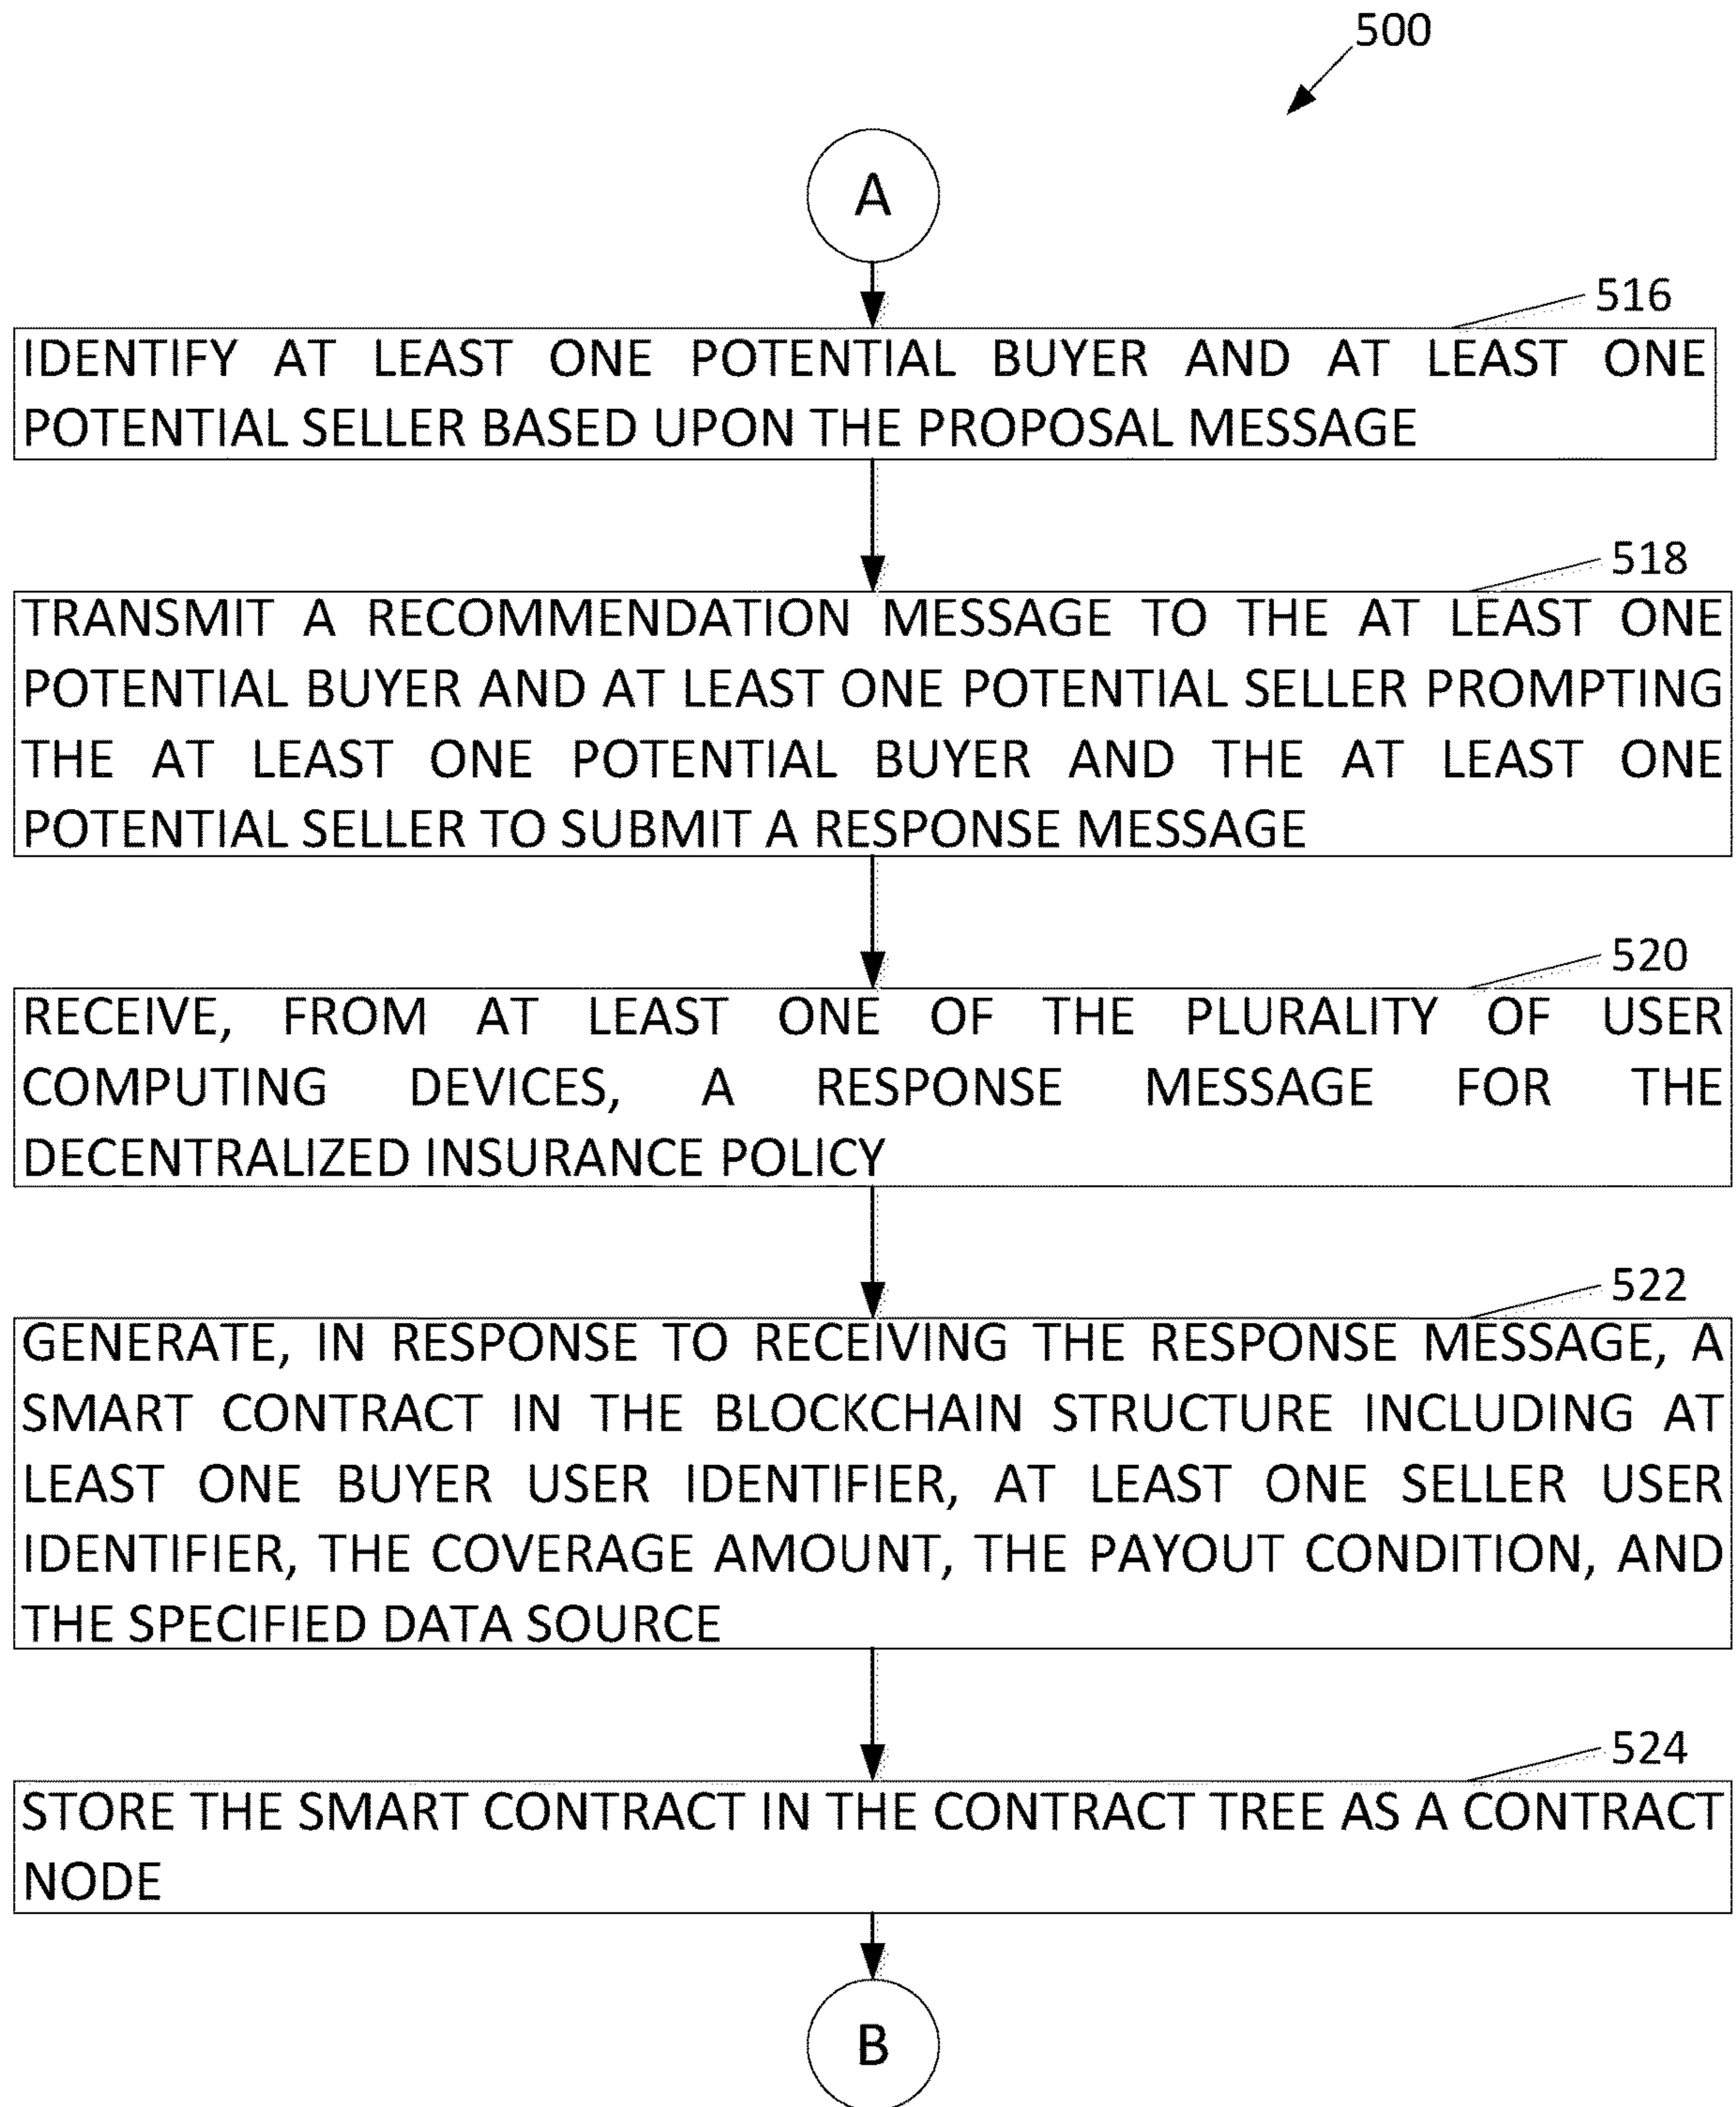 500
A
516
IDENTIFY AT LEAST ONE POTENTIAL BUYER AND AT LEAST ONE
POTENTIAL SELLER BASED UPON THE PROPOSAL MESSAGE
518
TRANSMIT A RECOMMENDATION MESSAGE TO THE AT LEAST ONE
POTENTIAL BUYER AND AT LEAST ONE POTENTIAL SELLER PROMPTING
THE AT LEAST ONE POTENTIAL BUYER AND THE AT LEAST ONE
POTENTIAL SELLER TO SUBMIT A RESPONSE MESSAGE
520
RECEIVE, FROM AT LEAST ONE OF THE PLURALITY OF USER
COMPUTING DEVICES, A RESPONSE MESSAGE FOR THE
DECENTRALIZED INSURANCE POLICY
522
GENERATE, IN RESPONSE TO RECEIVING THE RESPONSE MESSAGE, A
SMART CONTRACT IN THE BLOCKCHAIN STRUCTURE INCLUDING AT
LEAST ONE BUYER USER IDENTIFIER, AT LEAST ONE SELLER USER
IDENTIFIER, THE COVERAGE AMOUNT, THE PAYOUT CONDITION, AND
THE SPECIFIED DATA SOURCE
524
STORE THE SMART CONTRACT IN THE CONTRACT TREE AS A CONTRACT
NODE
B